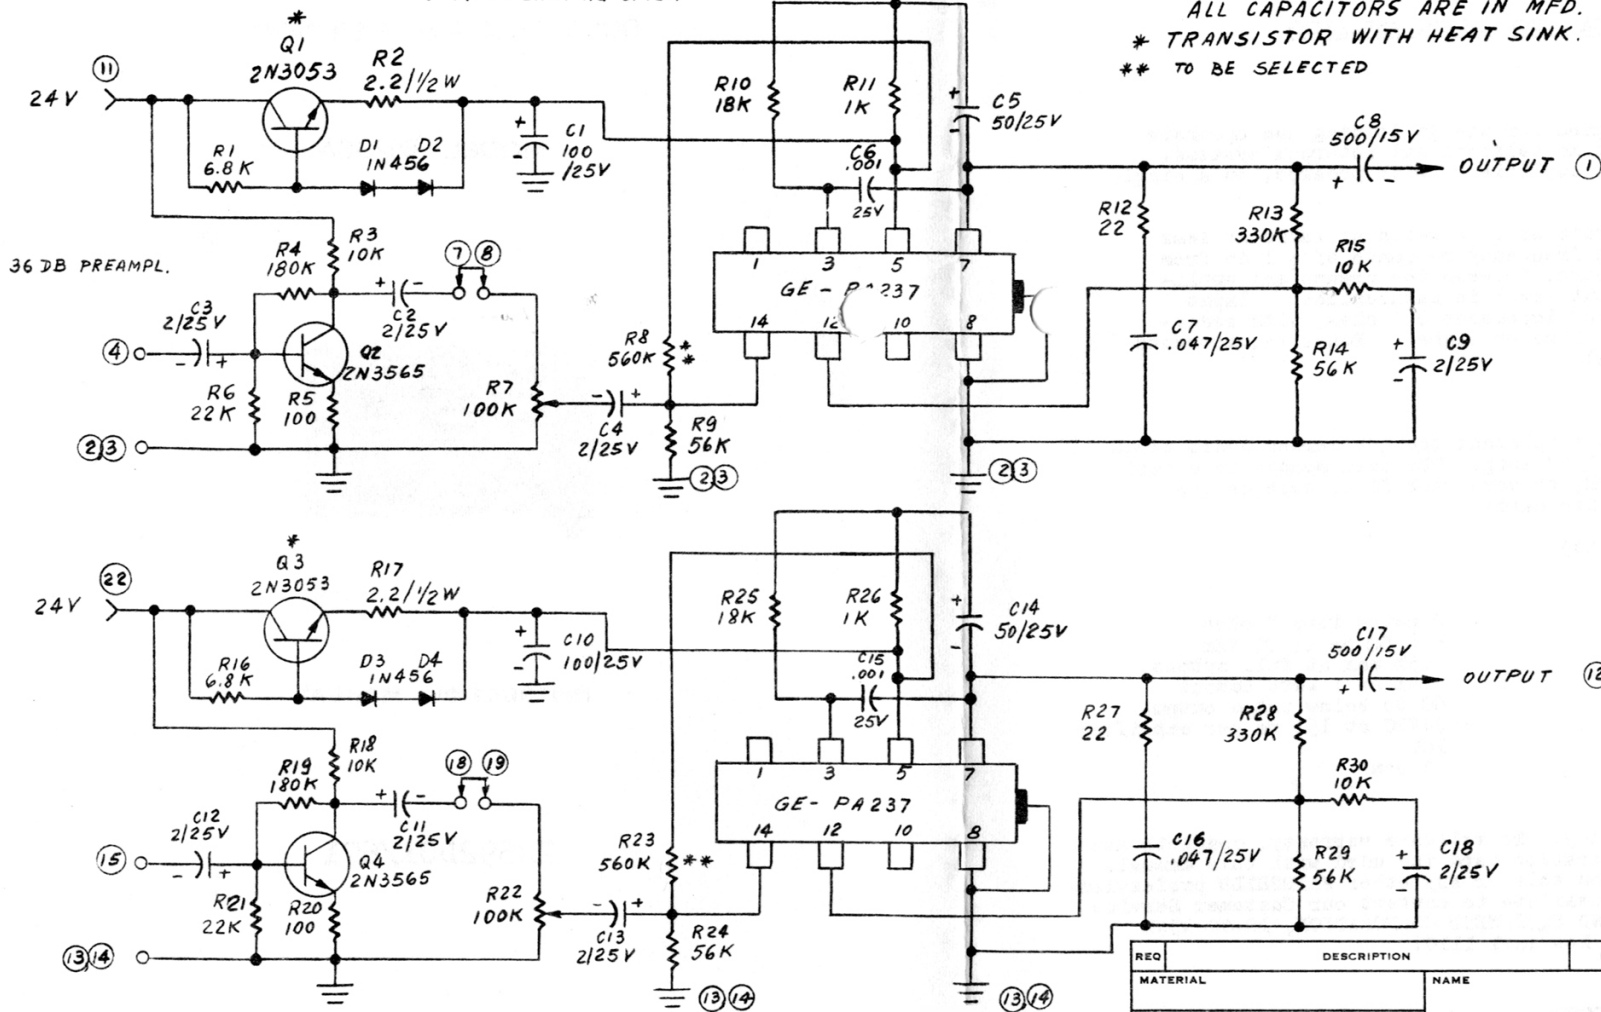 ALL CAPACITORS ARE IN MFD.
* TRANSISTOR WITH HEAT SINK.
** TO BE SELECTED
*
Q1
2N3053
R2
2.2/1/2W
11
24V
R1
6.8K
D1 D2
1N456
C1
100
/25V
R10
18K
R11
1K
C5
50/25V
C6
.001
25V
C8
500/15V
OUTPUT 1
R12
22
R13
330K
R15
10K
36 DB PREAMPL.
R4
180K
R3
10K
7 8
C3
2/25V
C2
2/25V
4
Q2
2N3565
R6
22K
R5
100
2,3
R7
100K
C4
2/25V
R8
560K
**
R9
56K
2,3
1 3 5 7
GE-PA237
14 12 10 8
2,3
C7
.047/25V
R14
56K
C9
2/25V
*
Q3
2N3053
R17
2.2/1/2W
22
24V
R16
6.8K
D3 D4
1N456
C10
100/25V
R25
18K
R26
1K
C14
50/25V
C15
.001
25V
C17
500/15V
OUTPUT 12
R27
22
R28
330K
R30
10K
R19
180K
R18
10K
18 19
C12
2/25V
C11
2/25V
15
Q4
2N3565
R21
22K
R20
100
13,14
R22
100K
C13
2/25V
R23
560K
**
R24
56K
13,14
1 3 5 7
GE-PA237
14 12 10 8
13,14
C16
.047/25V
R29
56K
C18
2/25V
REQ DESCRIPTION
MATERIAL NAME